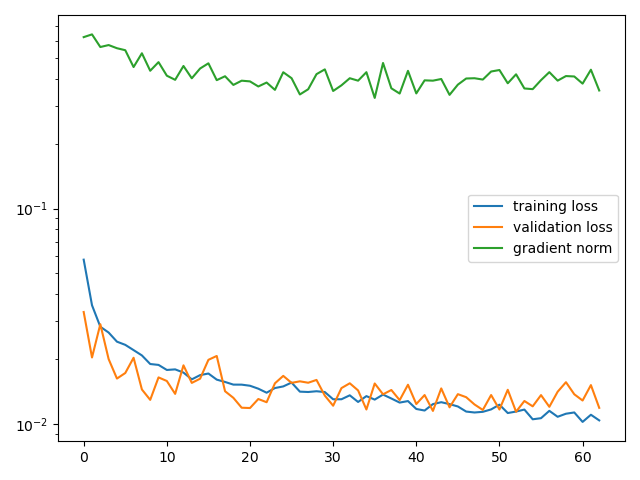 10⁻¹
10⁻²
training loss
validation loss
gradient norm
0 10 20 30 40 50 60